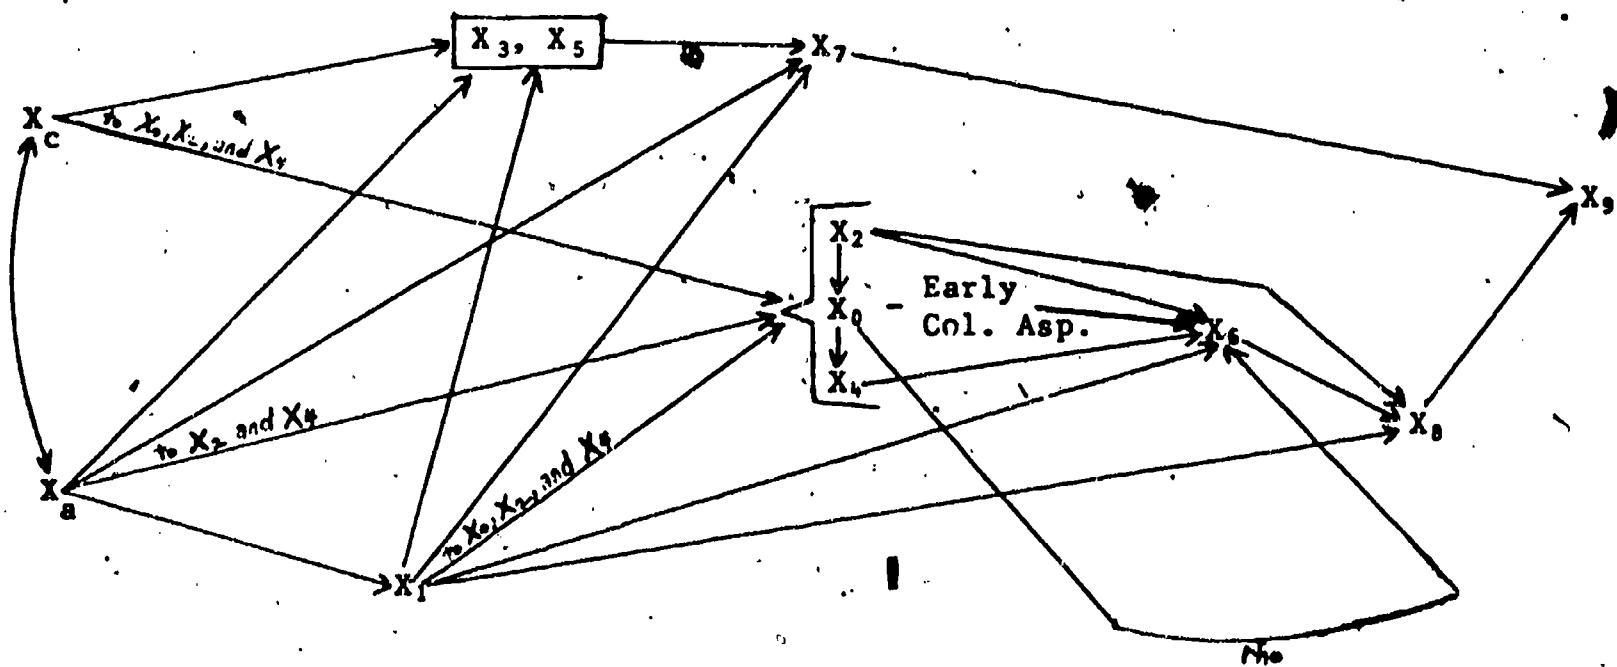 X3, X5
X7
Xc
to X0, X2, and X4
X9
X2
X0 - Early
Col. Asp.
X6
X4
X8
to X2 and X4
Xa
to X0, X2, and X4
X1
rho